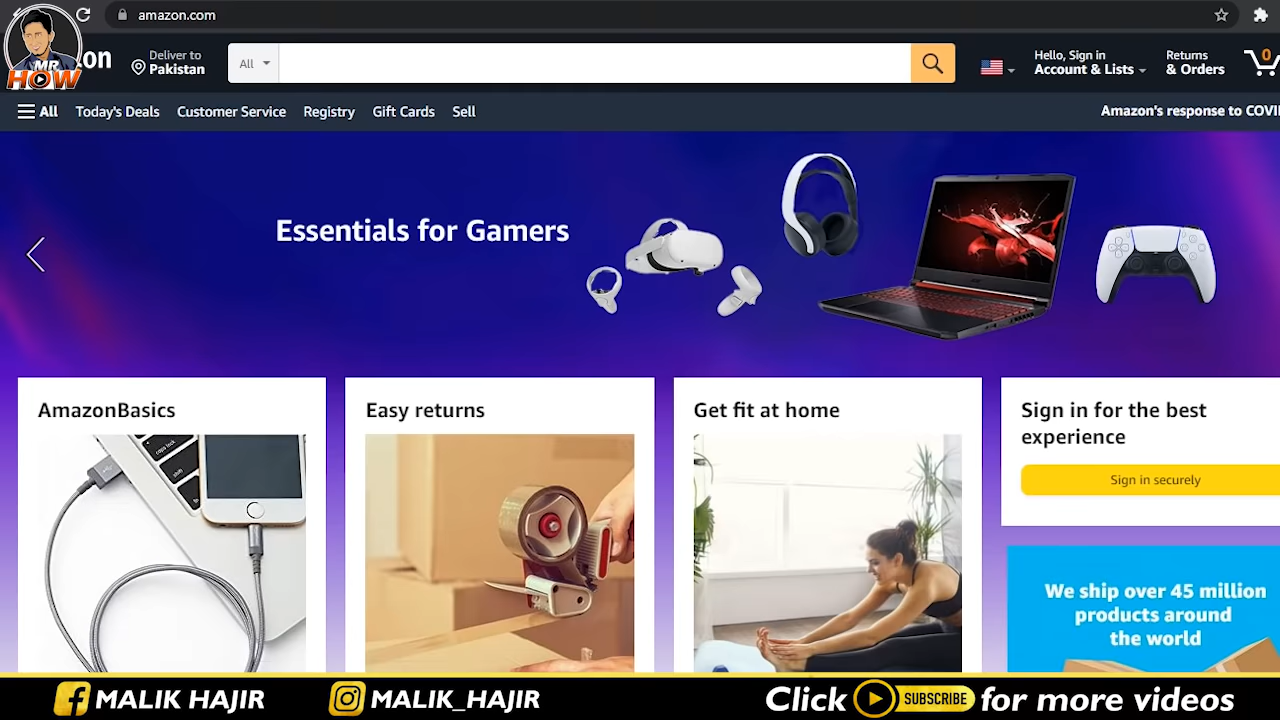 amazon.com
MR
HOW
on
Deliver to
Pakistan
All
Hello, Sign in
Account & Lists
Returns
& Orders
0
All
Today's Deals
Customer Service
Registry
Gift Cards
Sell
Amazon's response to COVI
Essentials for Gamers
AmazonBasics
Easy returns
Get fit at home
Sign in for the best
experience
Sign in securely
caps lock
shift
We ship over 45 million
products around
the world
MALIK HAJIR
MALIK_HAJIR
Click SUBSCRIBE for more videos